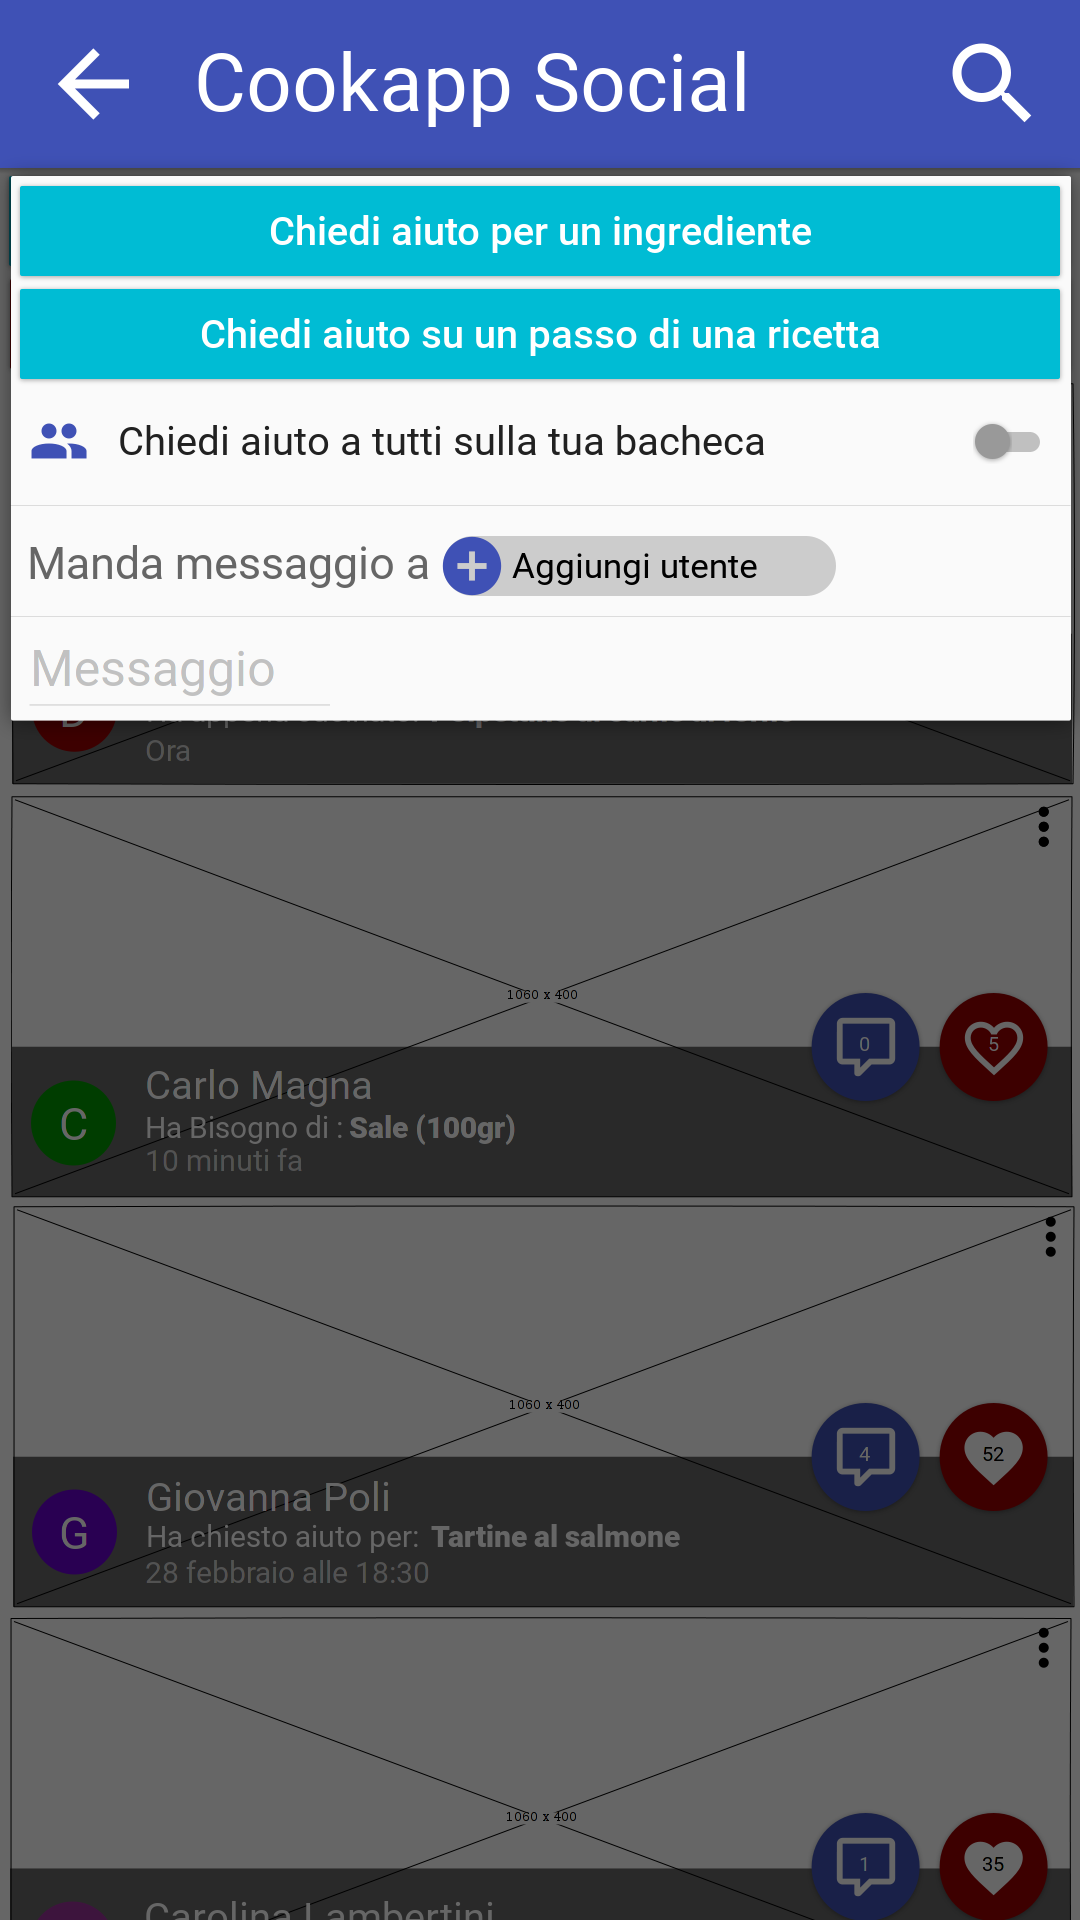 Cookapp Social
Chiedi aiuto per un ingrediente
Chiedi aiuto su un passo di una ricetta
Chiedi aiuto a tutti sulla tua bacheca
Manda messaggio a
Aggiungi utente
Messaggio
Ora
1060 x 400
0
5
C
Carlo Magna
Ha Bisogno di : Sale (100gr)
10 minuti fa
1060 x 400
4
52
G
Giovanna Poli
Ha chiesto aiuto per: Tartine al salmone
28 febbraio alle 18:30
1060 x 400
1
35
Carolina Lambertini